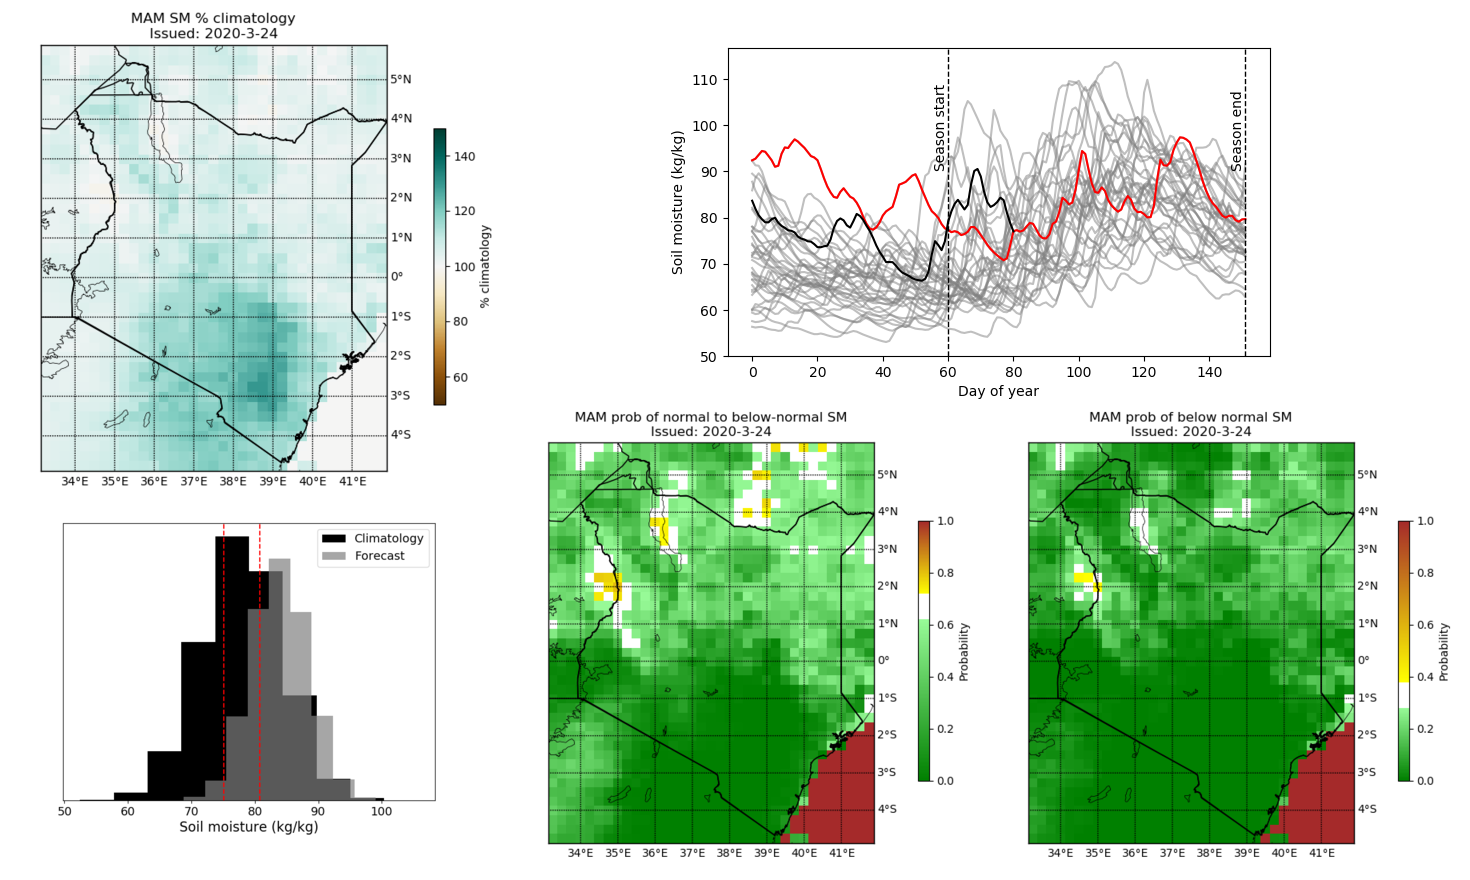 MAM SM % climatology
Issued: 2020-3-24
5°N
4°N
3°N
2°N
1°N
0°
1°S
2°S
3°S
4°S
34°E 35°E 36°E 37°E 38°E 39°E 40°E 41°E
140
120
100
80
60
% climatology
110
100
90
80
70
60
50
Soil moisture (kg/kg)
Season start
Season end
0 20 40 60 80 100 120 140
Day of year
Climatology
Forecast
50 60 70 80 90 100
Soil moisture (kg/kg)
MAM prob of normal to below-normal SM
Issued: 2020-3-24
5°N
4°N
3°N
2°N
1°N
0°
1°S
2°S
3°S
4°S
34°E 35°E 36°E 37°E 38°E 39°E 40°E 41°E
1.0
0.8
0.6
0.4
0.2
0.0
Probability
MAM prob of below normal SM
Issued: 2020-3-24
5°N
4°N
3°N
2°N
1°N
0°
1°S
2°S
3°S
4°S
34°E 35°E 36°E 37°E 38°E 39°E 40°E 41°E
1.0
0.8
0.6
0.4
0.2
0.0
Probability